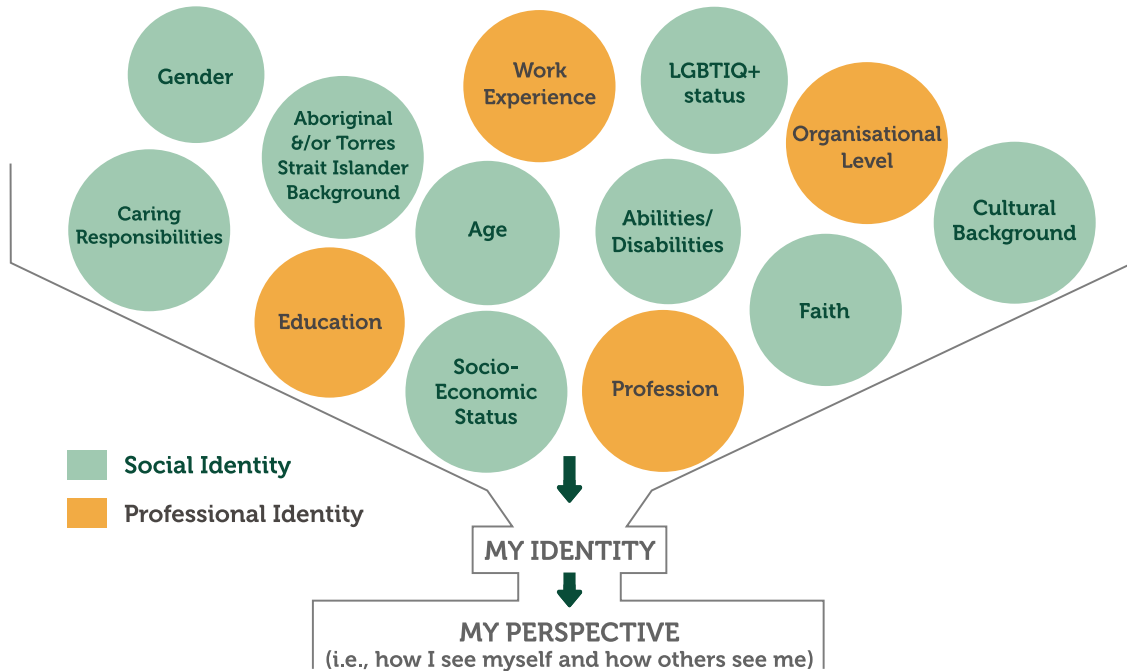 Gender
Work
Experience
LGBTIQ+
status
Aboriginal
&/or Torres
Strait Islander
Background
Organisational
Level
Caring
Responsibilities
Age
Abilities/
Disabilities
Cultural
Background
Education
Faith
Socio-
Economic
Status
Profession
Social Identity
Professional Identity
MY IDENTITY
MY PERSPECTIVE
(i.e., how I see myself and how others see me)